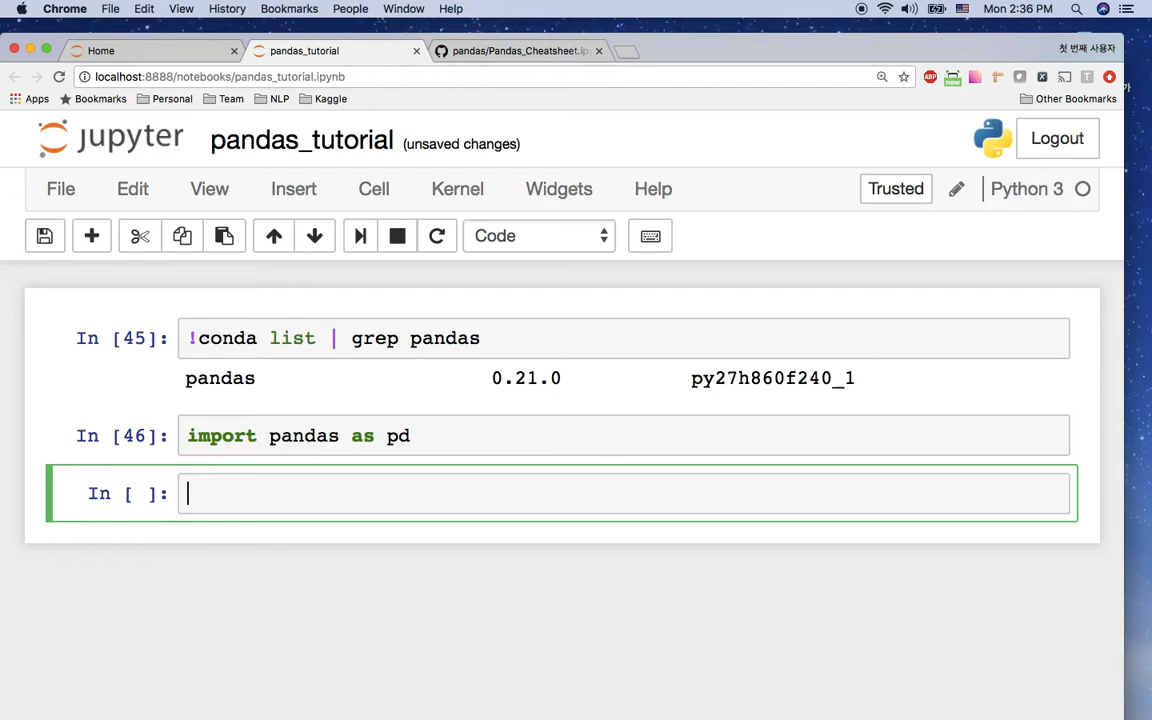 Chrome File Edit View History Bookmarks People Window Help Mon 2:36 PM
Home pandas_tutorial pandas/Pandas_Cheatsheet.ip 첫 번째 사용자
localhost:8888/notebooks/pandas_tutorial.ipynb ABP new T
Apps Bookmarks Personal Team NLP Kaggle Other Bookmarks
jupyter pandas_tutorial (unsaved changes) Logout
File Edit View Insert Cell Kernel Widgets Help Trusted Python 3
Code
In [45]: !conda list | grep pandas
pandas 0.21.0 py27h860f240_1
In [46]: import pandas as pd
In [ ]: